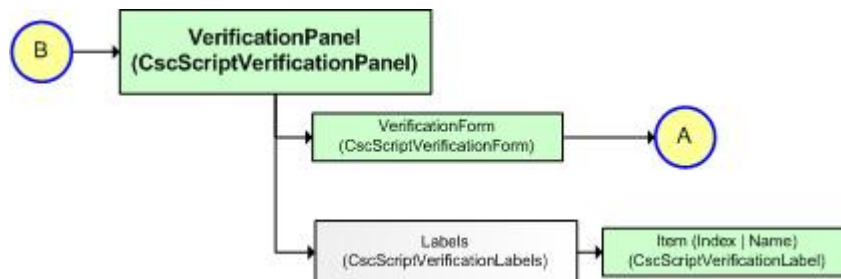 B
VerificationPanel
(CscScriptVerificationPanel)
VerificationForm
(CscScriptVerificationForm)
A
Labels
(CscScriptVerificationLabels)
Item (Index | Name)
(CscScriptVerificationLabel)